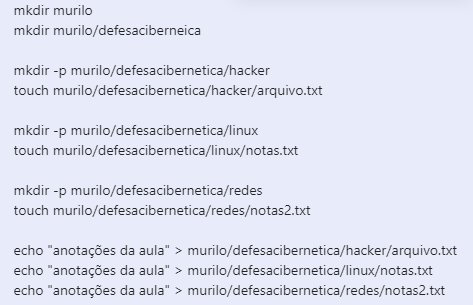 mkdir murilo
mkdir murilo/defesaciberneica
mkdir -p murilo/defesacibernetica/hacker
touch murilo/defesacibernetica/hacker/arquivo.txt
mkdir -p murilo/defesacibernetica/linux
touch murilo/defesacibernetica/linux/notas.txt
mkdir -p murilo/defesacibernetica/redes
touch murilo/defesacibernetica/redes/notas2.txt
echo "anotações da aula" > murilo/defesacibernetica/hacker/arquivo.txt
echo "anotações da aula" > murilo/defesacibernetica/linux/notas.txt
echo "anotações da aula" > murilo/defesacibernetica/redes/notas2.txt